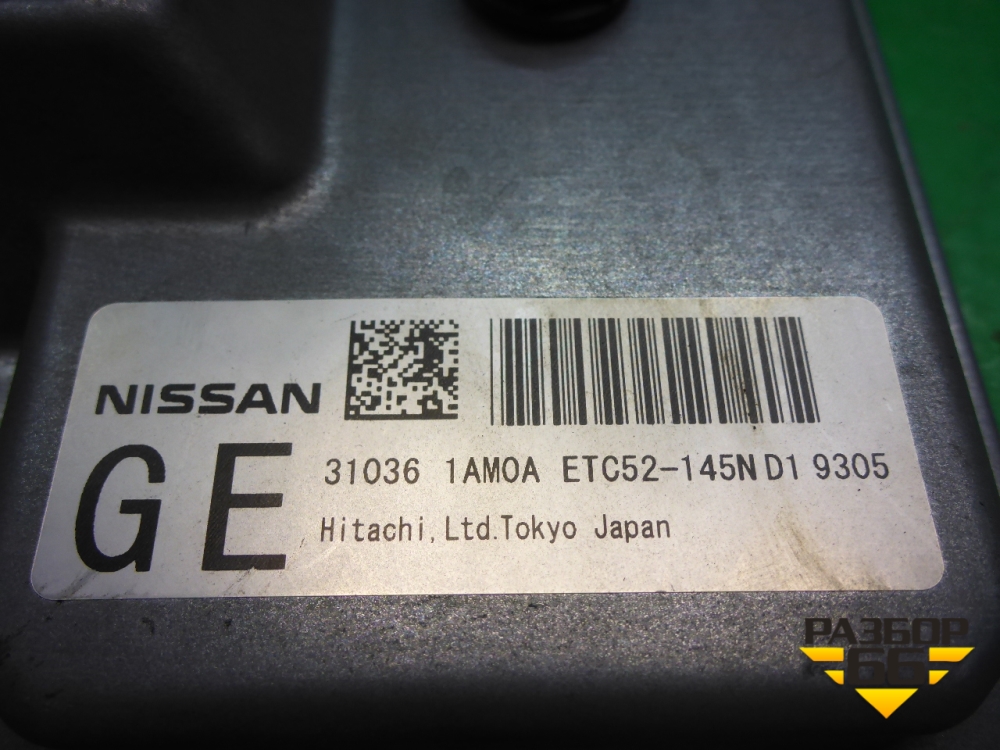 NISSAN
GE
31036 1AM0A ETC52-145N D1 9305
Hitachi,Ltd.Tokyo Japan
РАЗБОР
66